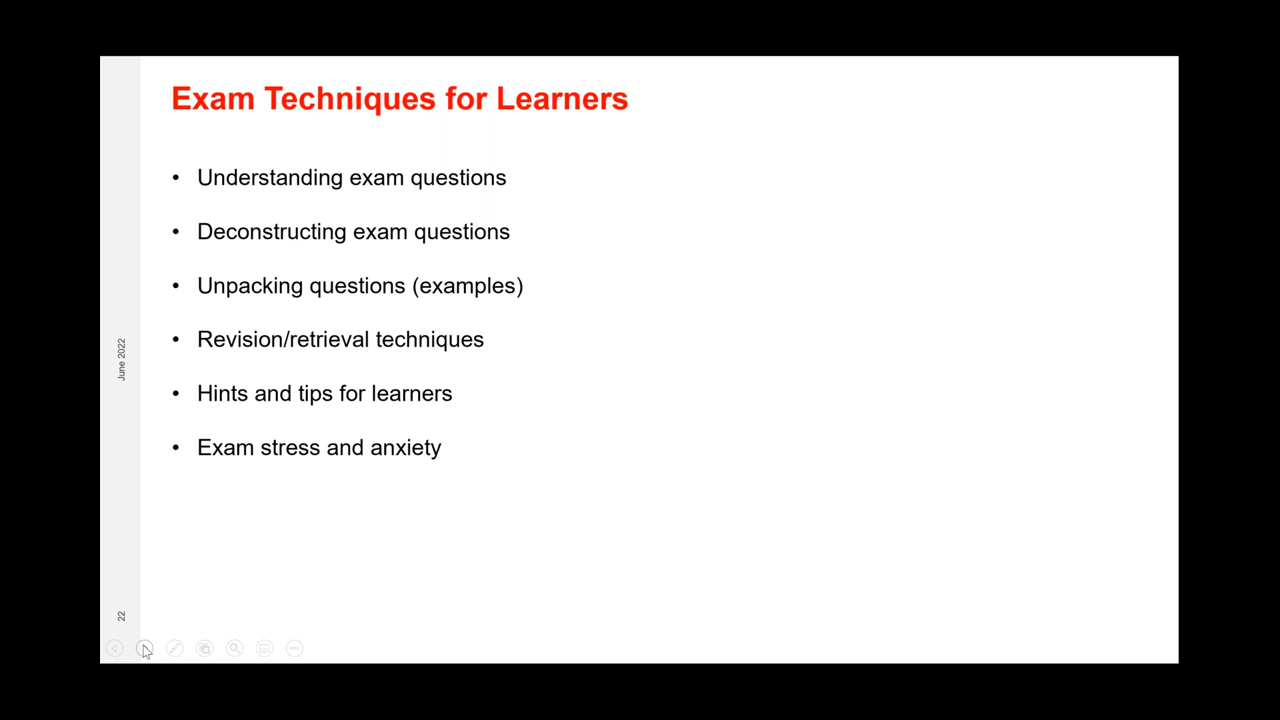 Exam Techniques for Learners
• Understanding exam questions
• Deconstructing exam questions
• Unpacking questions (examples)
• Revision/retrieval techniques
• Hints and tips for learners
• Exam stress and anxiety
June 2022
22